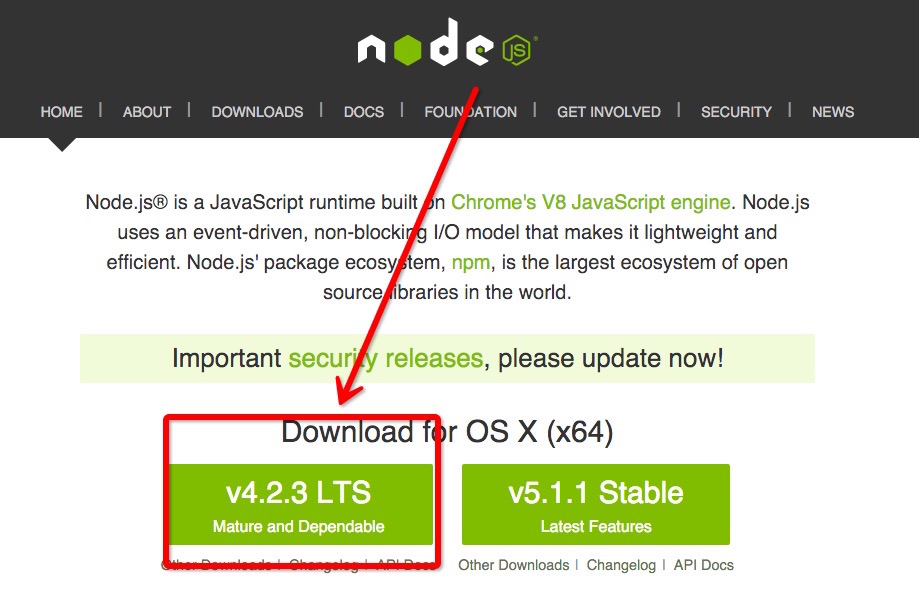 node JS ®
HOME | ABOUT | DOWNLOADS | DOCS | FOUNDATION | GET INVOLVED | SECURITY | NEWS
Node.js® is a JavaScript runtime built on Chrome's V8 JavaScript engine. Node.js
uses an event-driven, non-blocking I/O model that makes it lightweight and
efficient. Node.js' package ecosystem, npm, is the largest ecosystem of open
source libraries in the world.
Important security releases, please update now!
Download for OS X (x64)
v4.2.3 LTS
Mature and Dependable
Other Downloads | Changelog | API Docs
v5.1.1 Stable
Latest Features
Other Downloads | Changelog | API Docs